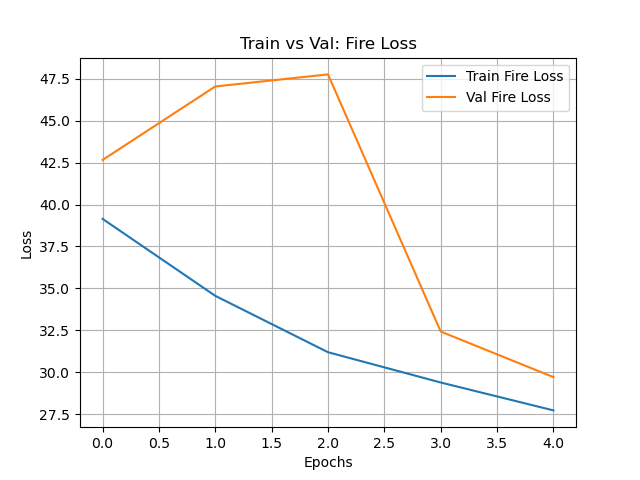 Train vs Val: Fire Loss
Train Fire Loss
Val Fire Loss
47.5
45.0
42.5
40.0
37.5
35.0
32.5
30.0
27.5
Loss
0.0 0.5 1.0 1.5 2.0 2.5 3.0 3.5 4.0
Epochs